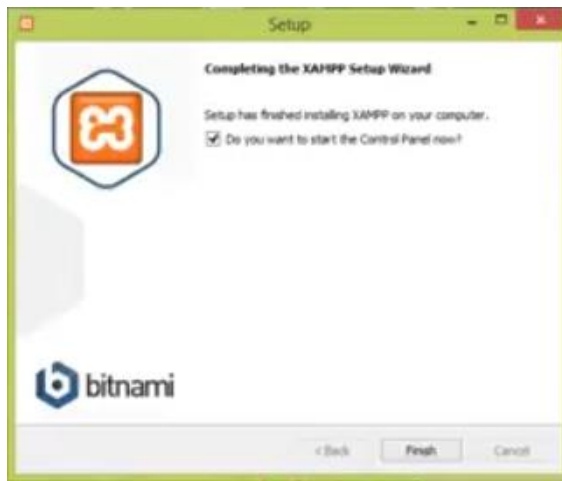 Setup
Completing the XAMPP Setup Wizard
Setup has finished installing XAMPP on your computer.
Do you want to start the Control Panel now?
bitnami
< Back
Finish
Cancel